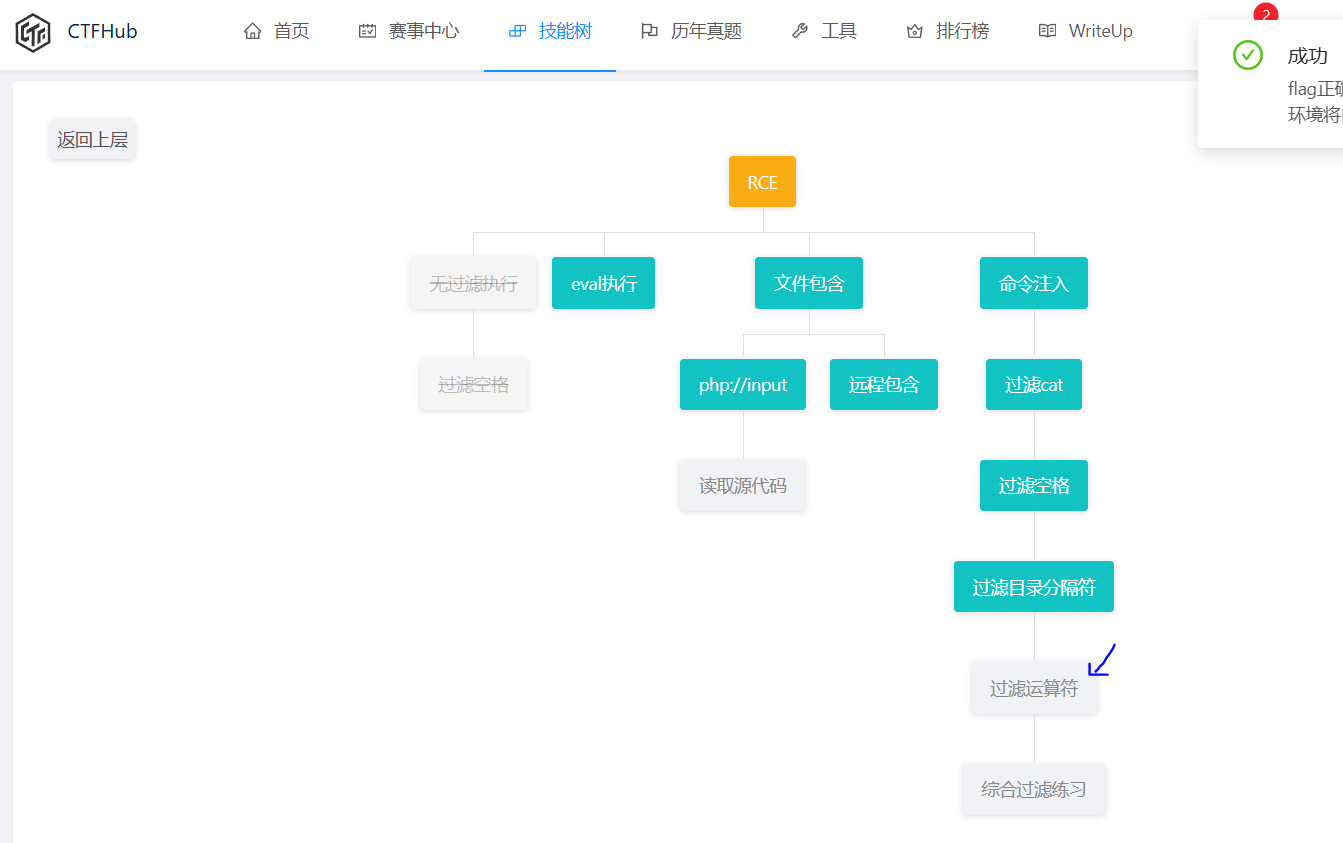 CTFHub
首页
赛事中心
技能树
历年真题
工具
排行榜
WriteUp
2
成功
flag正
环境将
返回上层
RCE
无过滤执行
eval执行
文件包含
命令注入
过滤空格
php://input
远程包含
过滤cat
读取源代码
过滤空格
过滤目录分隔符
过滤运算符
综合过滤练习